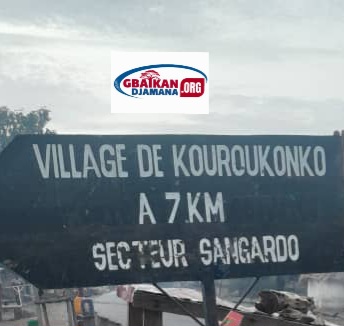 GBATKAN
DJAMANA .ORG
VILLAGE DE KOUROUKONKO
A 7.KM
SECTEUR SANGARDO